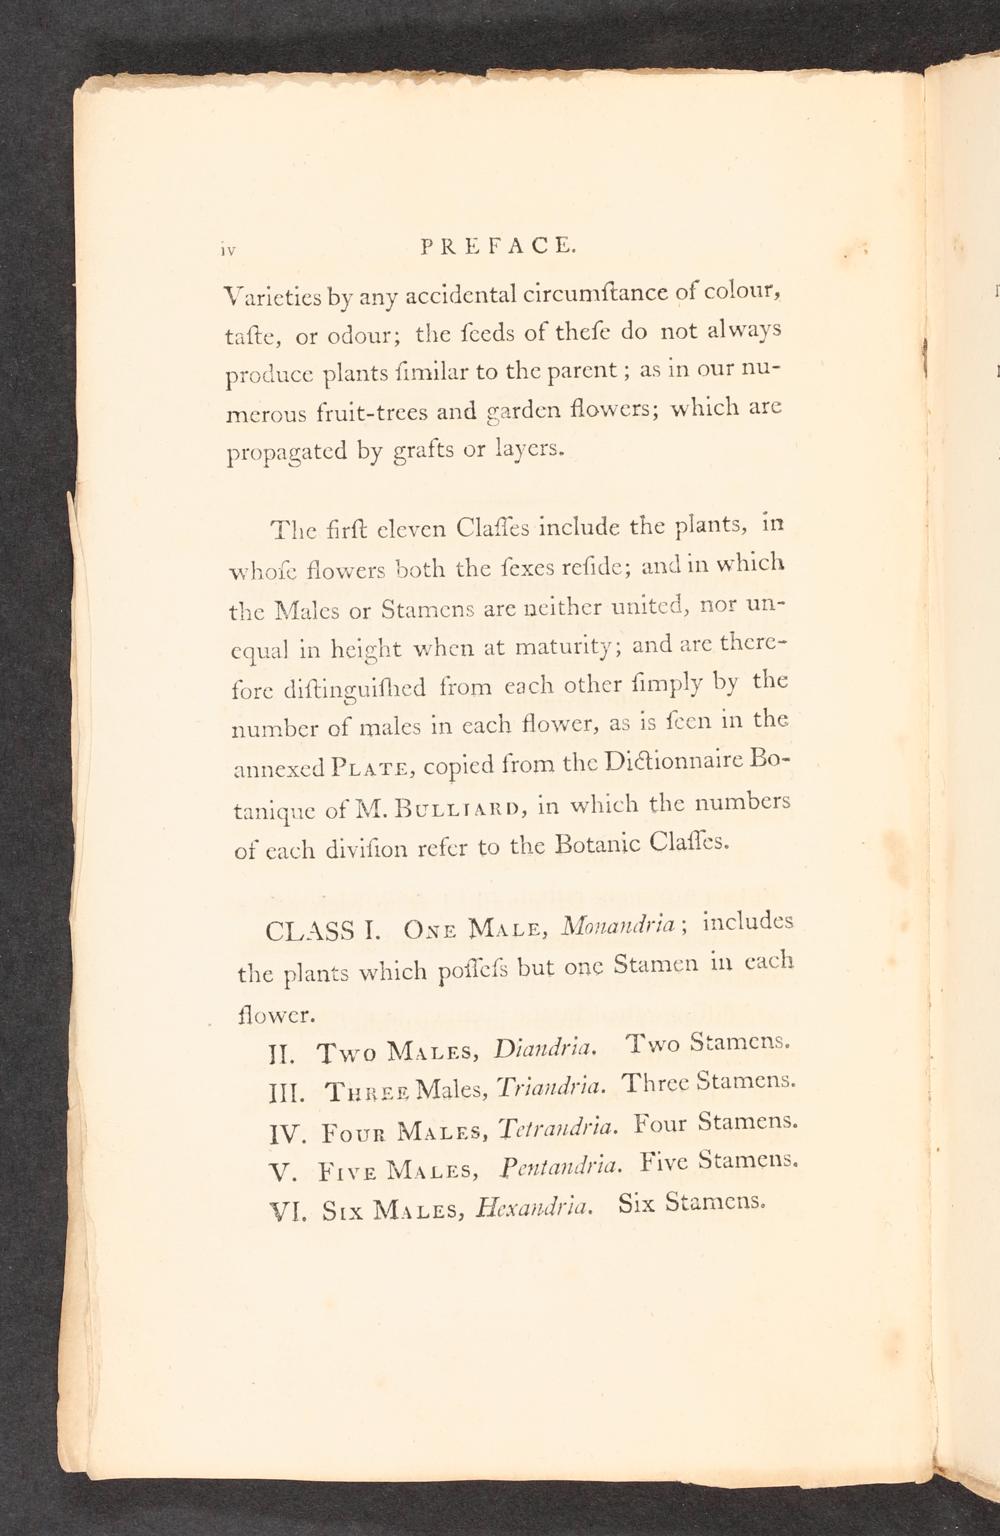 iv PREFACE.
Varieties by any accidental circumſtance of colour,
taſte, or odour; the ſeeds of theſe do not always
produce plants ſimilar to the parent; as in our nu-
merous fruit-trees and garden flowers; which are
propagated by grafts or layers.
The firſt eleven Claſſes include the plants, in
whoſe flowers both the ſexes reſide; and in which
the Males or Stamens are neither united, nor un-
equal in height when at maturity; and are there-
fore diſtinguiſhed from each other ſimply by the
number of males in each flower, as is ſeen in the
annexed PLATE, copied from the Dictionnaire Bo-
tanique of M. BULLIARD, in which the numbers
of each diviſion refer to the Botanic Claſſes.
CLASS I. ONE MALE, Monandria; includes
the plants which poſſeſs but one Stamen in each
flower.
II. TWO MALES, Diandria. Two Stamens.
III. THREE Males, Triandria. Three Stamens.
IV. FOUR MALES, Tetrandria. Four Stamens.
V. FIVE MALES, Pentandria. Five Stamens.
VI. SIX MALES, Hexandria. Six Stamens.